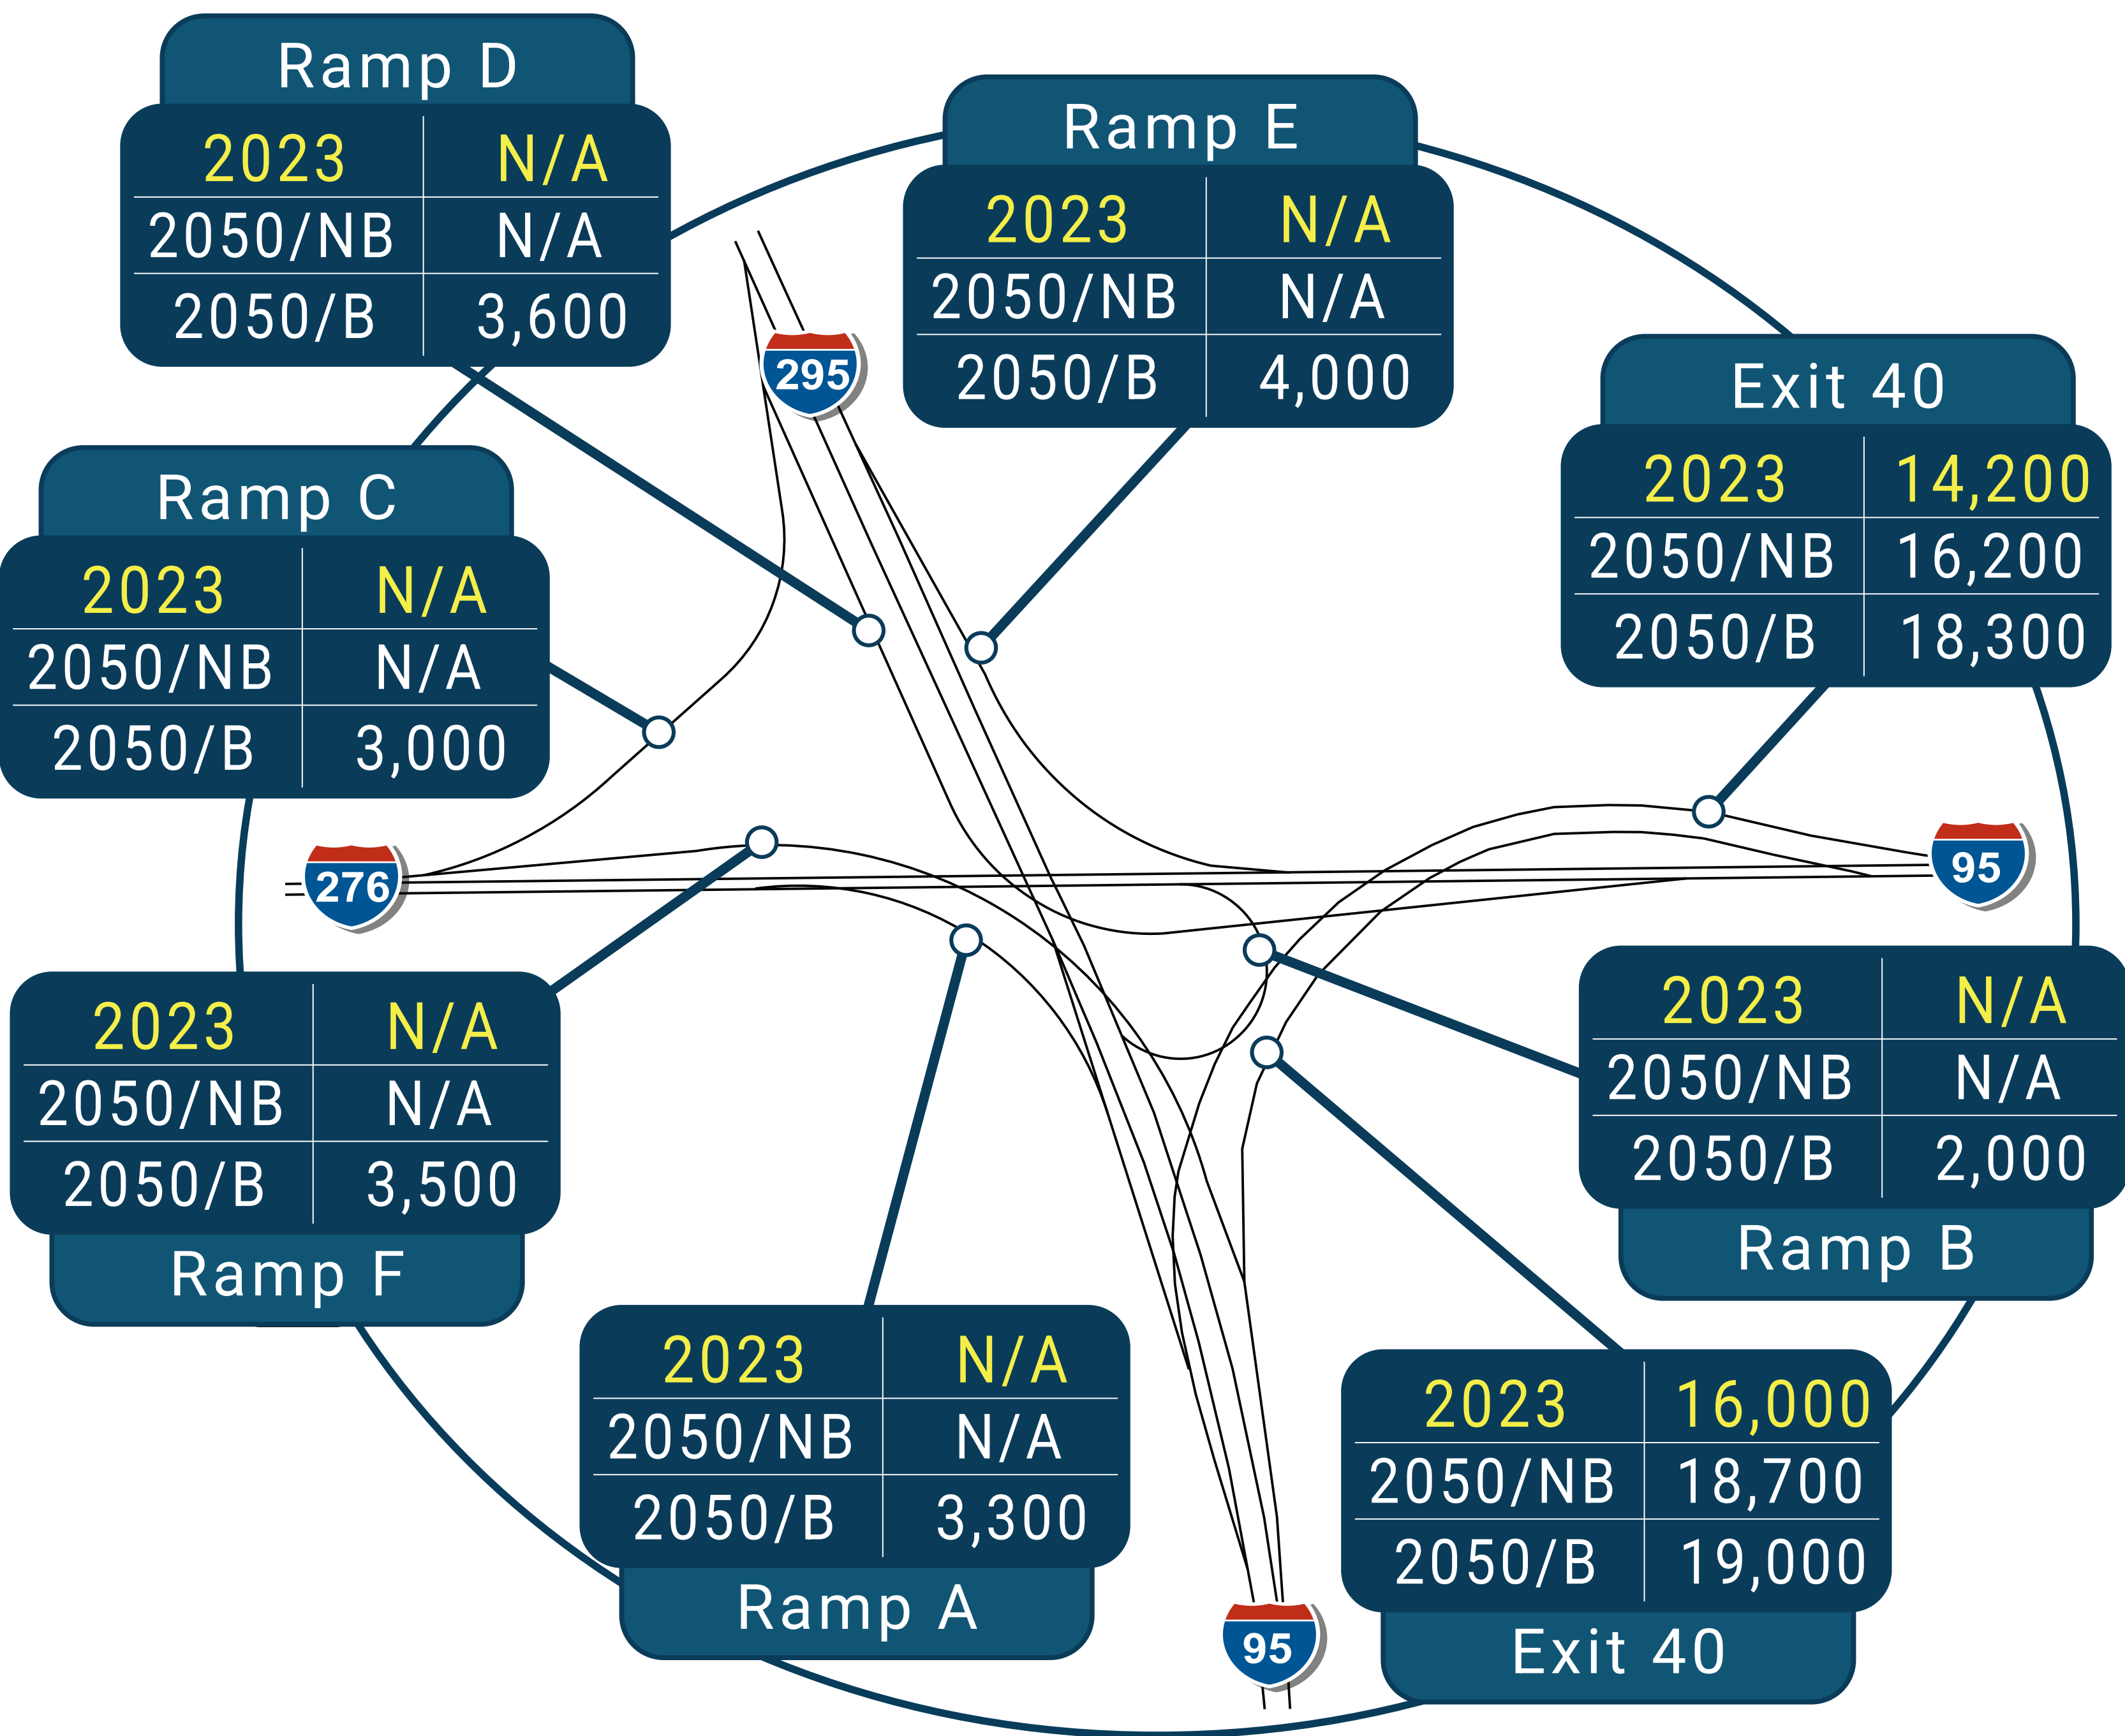 Ramp D
2023 N/A
2050/NB N/A
2050/B 3,600
Ramp E
2023 N/A
2050/NB N/A
2050/B 4,000
295
Exit 40
2023 14,200
2050/NB 16,200
2050/B 18,300
Ramp C
2023 N/A
2050/NB N/A
2050/B 3,000
276
95
2023 N/A
2050/NB N/A
2050/B 3,500
Ramp F
2023 N/A
2050/NB N/A
2050/B 2,000
Ramp B
2023 N/A
2050/NB N/A
2050/B 3,300
Ramp A
2023 16,000
2050/NB 18,700
2050/B 19,000
Exit 40
95